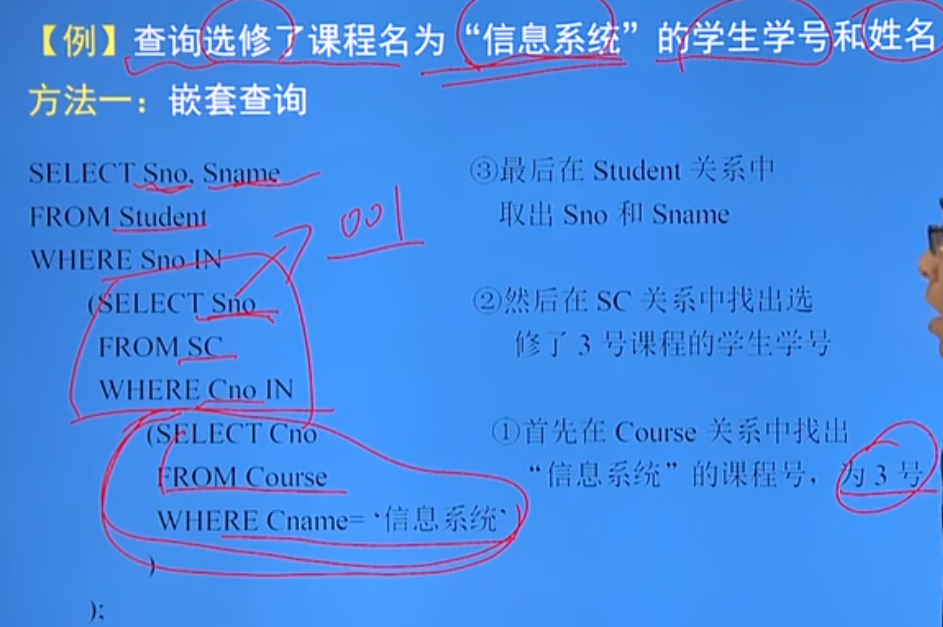 【例】查询选修了课程名为“信息系统”的学生学号和姓名
方法一：嵌套查询
SELECT Sno, Sname
FROM Student
WHERE Sno IN
(SELECT Sno
FROM SC
WHERE Cno IN
(SELECT Cno
FROM Course
WHERE Cname= ‘信息系统’
)
);
001
③最后在 Student 关系中
取出 Sno 和 Sname
②然后在 SC 关系中找出选
修了 3 号课程的学生学号
①首先在 Course 关系中找出
“信息系统”的课程号，为 3 号